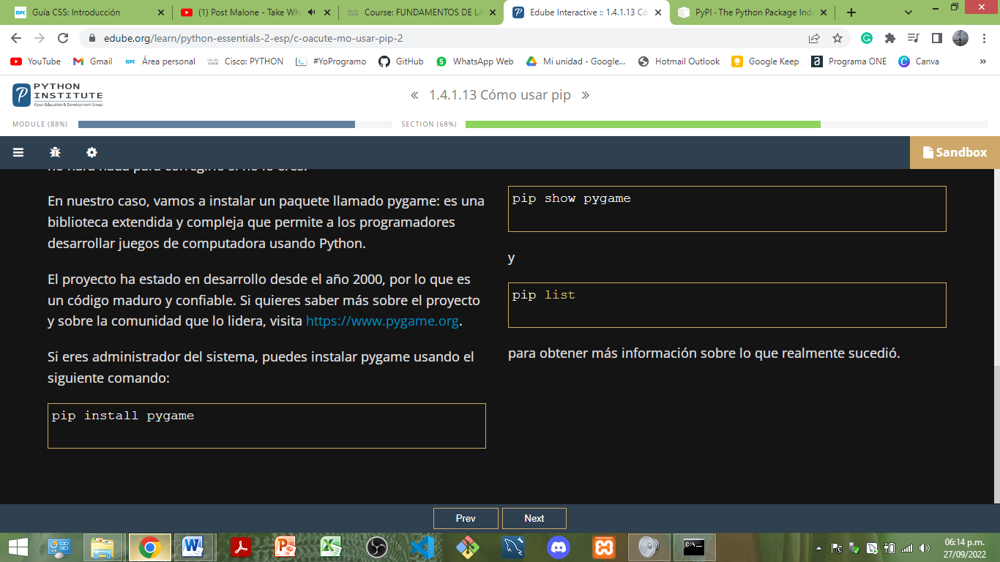 Guía CSS: Introducción
(1) Post Malone - Take Wh
Course: FUNDAMENTOS DE LA
Edube Interactive :: 1.4.1.13 Có
PyPI · The Python Package Inde
edube.org/learn/python-essentials-2-esp/c-oacute-mo-usar-pip-2
YouTube
Gmail
Área personal
Cisco: PYTHON
#YoProgramo
GitHub
WhatsApp Web
Mi unidad - Google...
Hotmail Outlook
Google Keep
Programa ONE
Canva
PYTHON
INSTITUTE
Open Education & Development Group
« 1.4.1.13 Cómo usar pip »
MODULE (88%)
SECTION (68%)
Sandbox
no hará nada para corregirlo si no lo eres.
En nuestro caso, vamos a instalar un paquete llamado pygame: es una
biblioteca extendida y compleja que permite a los programadores
desarrollar juegos de computadora usando Python.
El proyecto ha estado en desarrollo desde el año 2000, por lo que es
un código maduro y confiable. Si quieres saber más sobre el proyecto
y sobre la comunidad que lo lidera, visita https://www.pygame.org.
Si eres administrador del sistema, puedes instalar pygame usando el
siguiente comando:
pip install pygame
pip show pygame
y
pip list
para obtener más información sobre lo que realmente sucedió.
Prev
Next
06:14 p.m.
27/09/2022